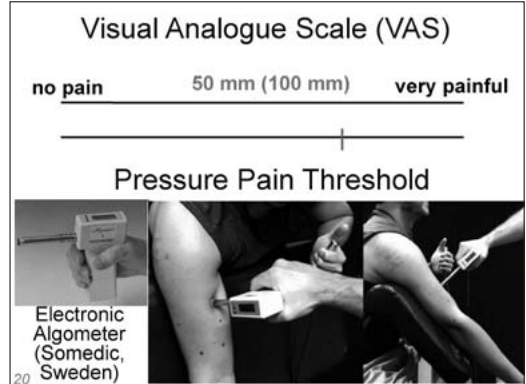 Visual Analogue Scale (VAS)
no pain 50 mm (100 mm) very painful
Pressure Pain Threshold
Electronic
Algometer
(Somedic,
Sweden)
20